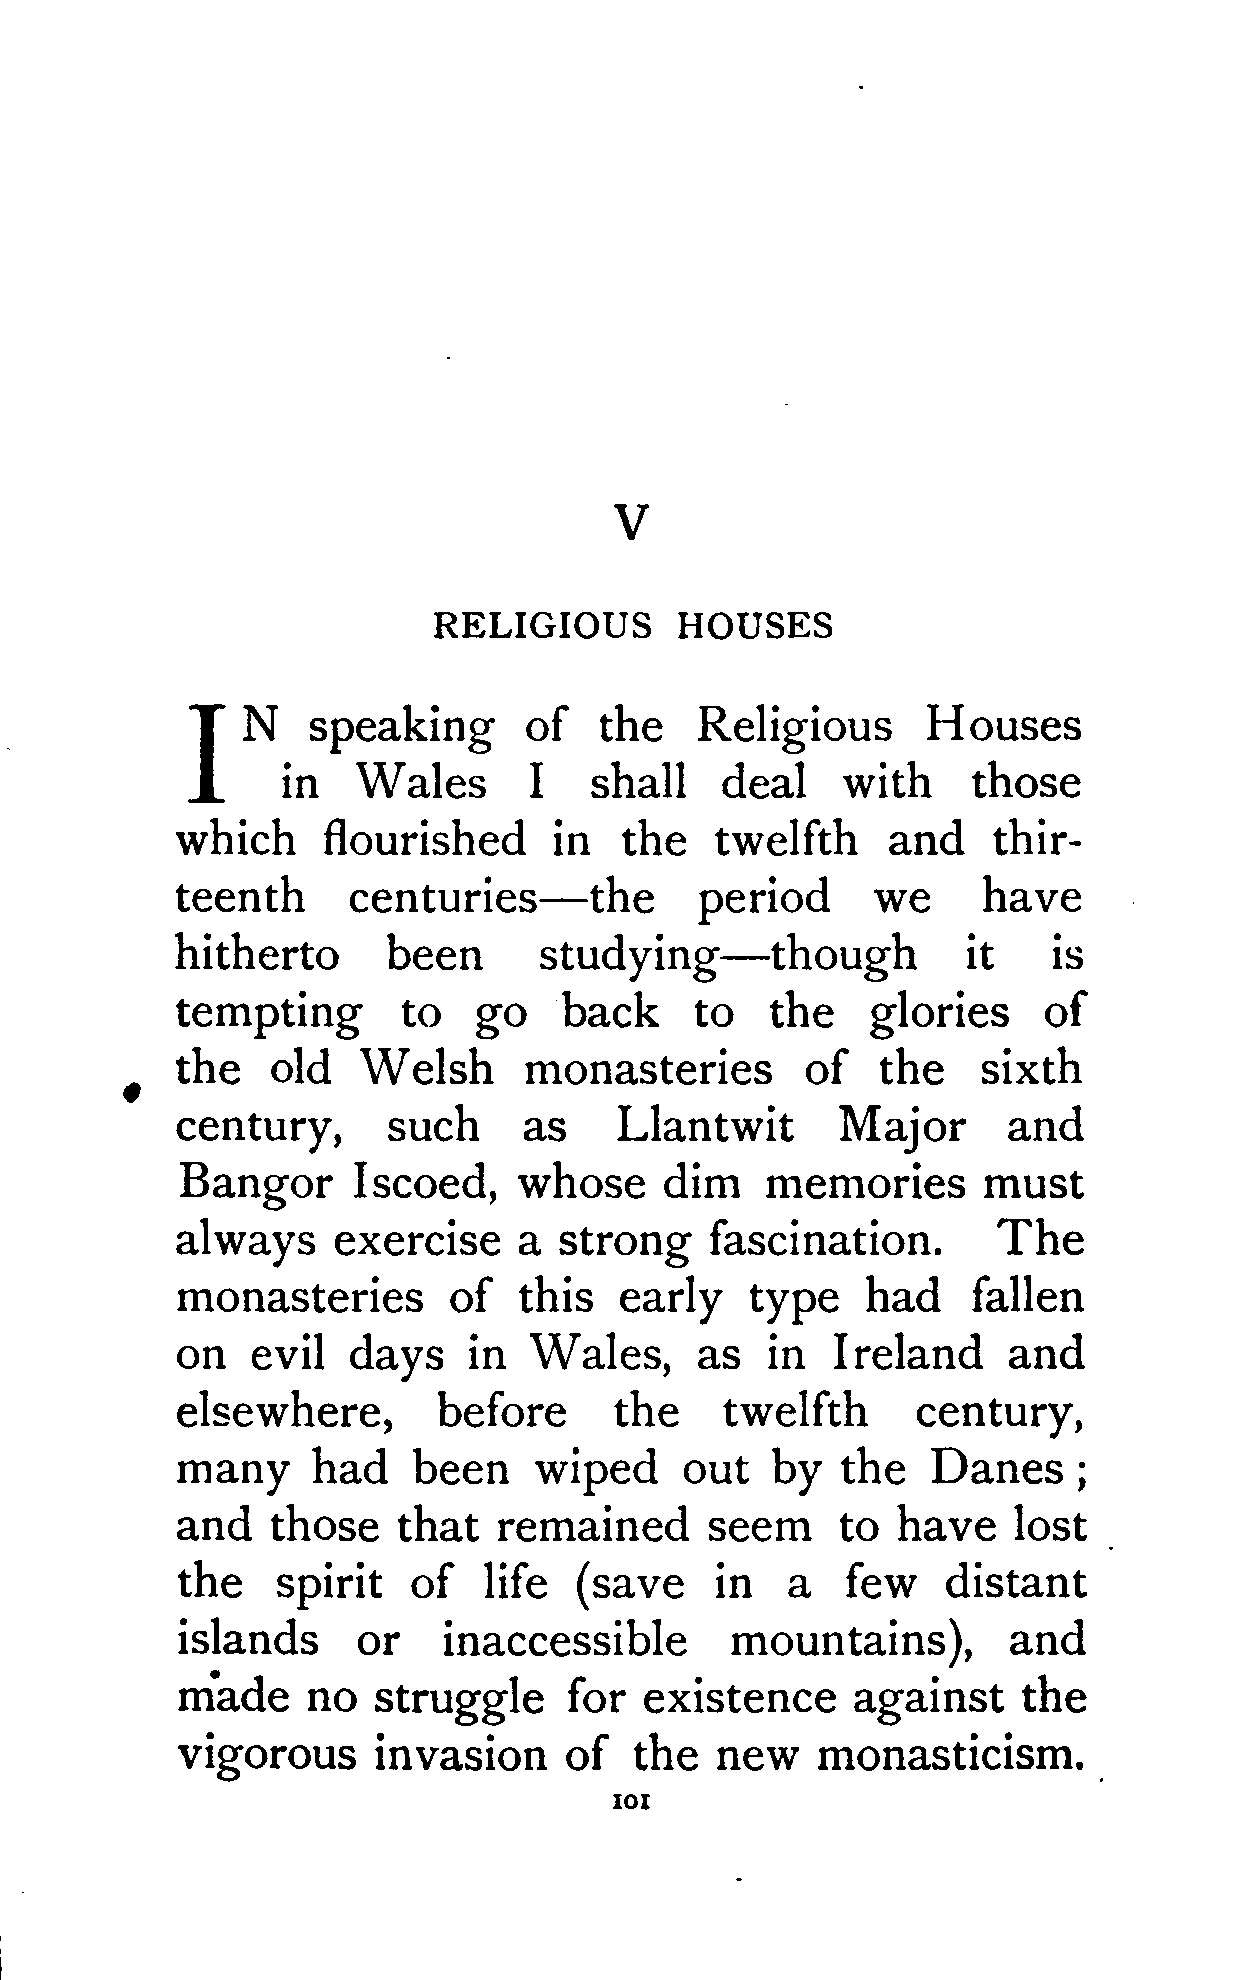 V
RELIGIOUS HOUSES
IN speaking of the Religious Houses
in Wales I shall deal with those
which flourished in the twelfth and thir-
teenth centuries—the period we have
hitherto been studying—though it is
tempting to go back to the glories of
the old Welsh monasteries of the sixth
century, such as Llantwit Major and
Bangor Iscoed, whose dim memories must
always exercise a strong fascination. The
monasteries of this early type had fallen
on evil days in Wales, as in Ireland and
elsewhere, before the twelfth century,
many had been wiped out by the Danes ;
and those that remained seem to have lost
the spirit of life (save in a few distant
islands or inaccessible mountains), and
made no struggle for existence against the
vigorous invasion of the new monasticism.
101